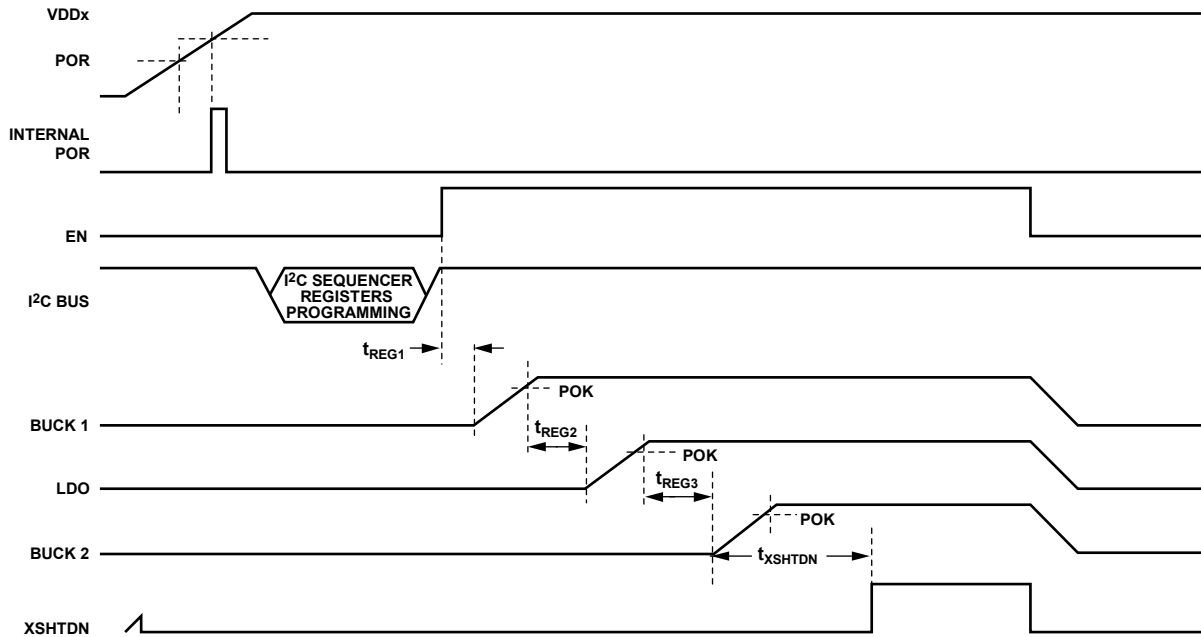 VDDx
POR
INTERNAL
POR
EN
I²C BUS
I²C SEQUENCER
REGISTERS
PROGRAMMING
tREG1
POK
BUCK 1
tREG2
POK
LDO
tREG3
POK
BUCK 2
tXSHTDN
XSHTDN